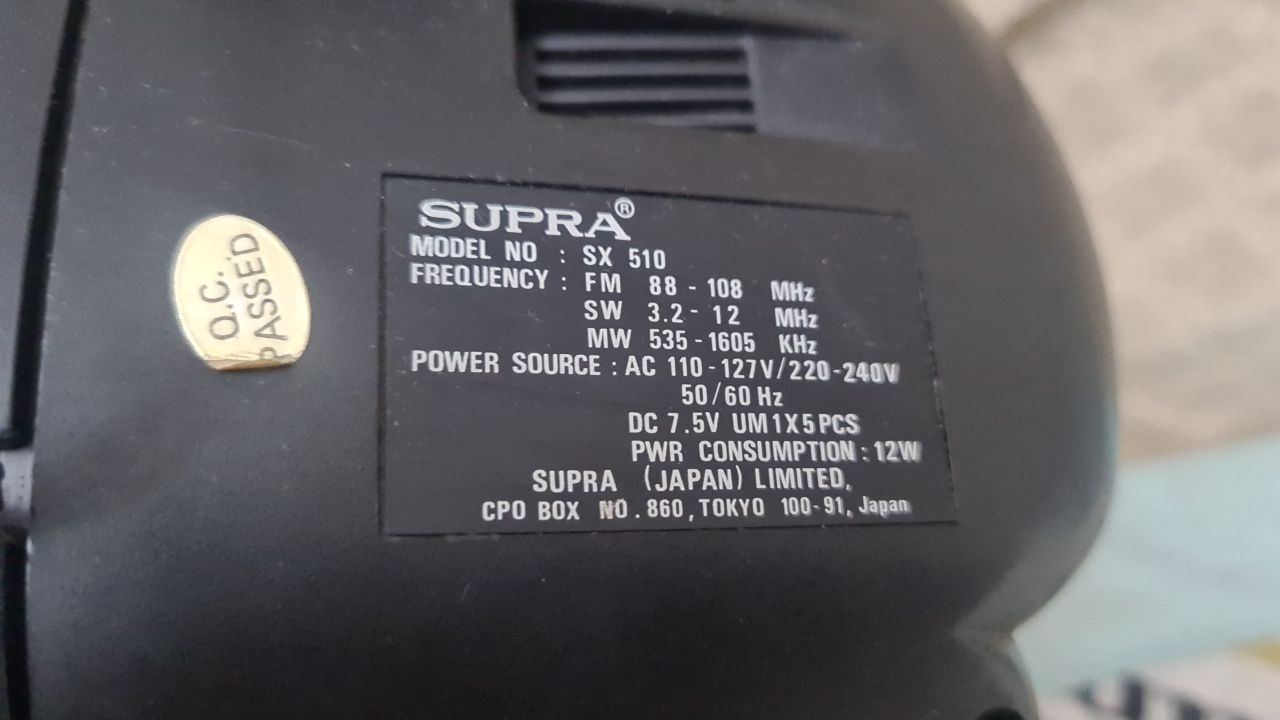 SUPRA®
MODEL NO : SX 510
FREQUENCY : FM 88 - 108 MHz
SW 3.2 - 12 MHz
MW 535 - 1605 KHz
POWER SOURCE : AC 110 - 127V/220-240V
50/60 Hz
DC 7.5V UM1X5PCS
PWR CONSUMPTION : 12W
SUPRA (JAPAN) LIMITED,
CPO BOX NO. 860, TOKYO 100-91, Japan
Q.C.
PASSED